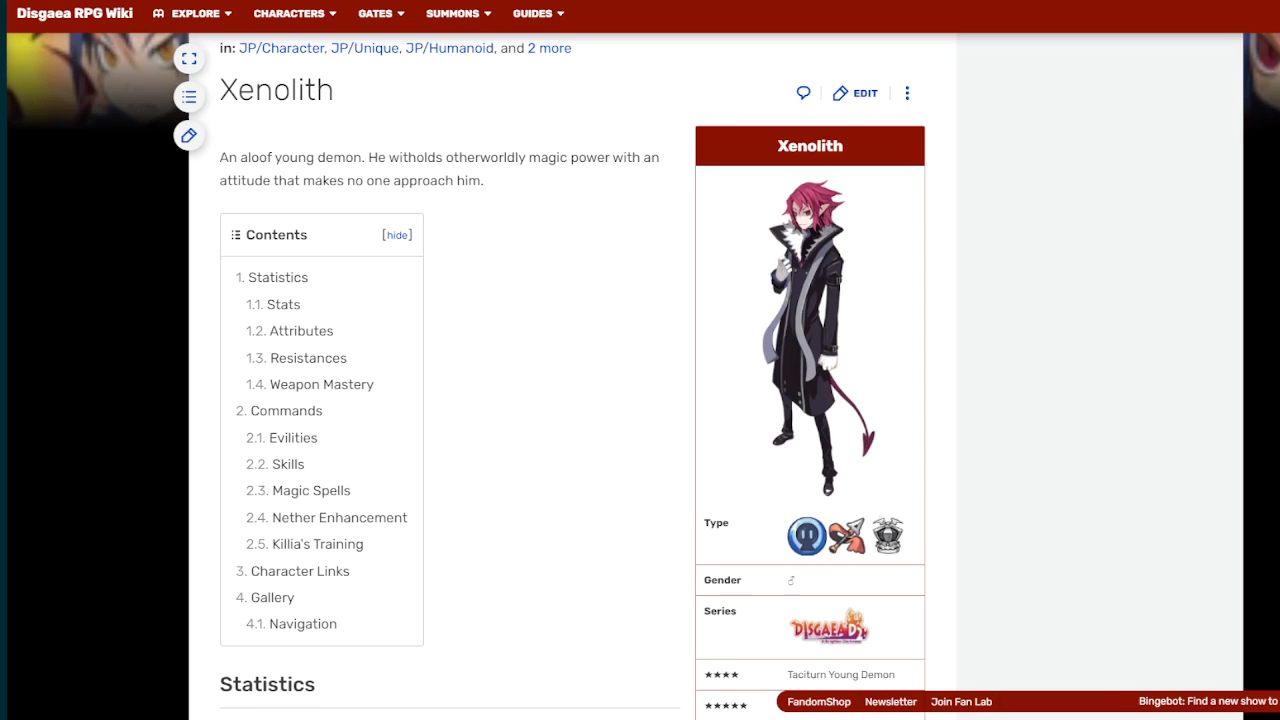 Disgaea RPG Wiki
EXPLORE
CHARACTERS
GATES
SUMMONS
GUIDES
in: JP/Character, JP/Unique, JP/Humanoid, and 2 more
Xenolith
EDIT
An aloof young demon. He witholds otherworldly magic power with an
attitude that makes no one approach him.
Contents [hide]
1. Statistics
1.1. Stats
1.2. Attributes
1.3. Resistances
1.4. Weapon Mastery
2. Commands
2.1. Evilities
2.2. Skills
2.3. Magic Spells
2.4. Nether Enhancement
2.5. Killia's Training
3. Character Links
4. Gallery
4.1. Navigation
Statistics
Xenolith
Type
Gender ♂
Series DISGAEA D2
★★★★ Taciturn Young Demon
★★★★★
FandomShop Newsletter Join Fan Lab Bingebot: Find a new show to